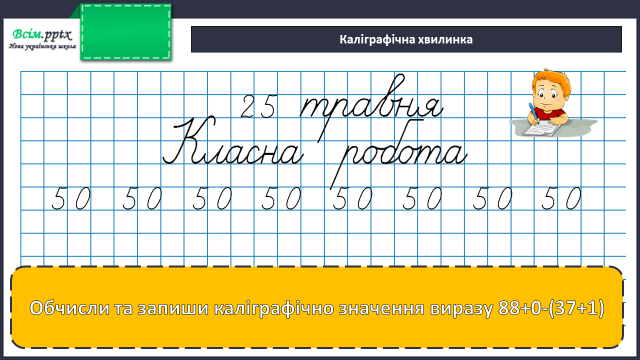 Всім.pptx
Нова українська школа
Каліграфічна хвилинка
25 травня
Класна робота
50 50 50 50 50 50 50 50
Обчисли та запиши каліграфічно значення виразу 88+0-(37+1)